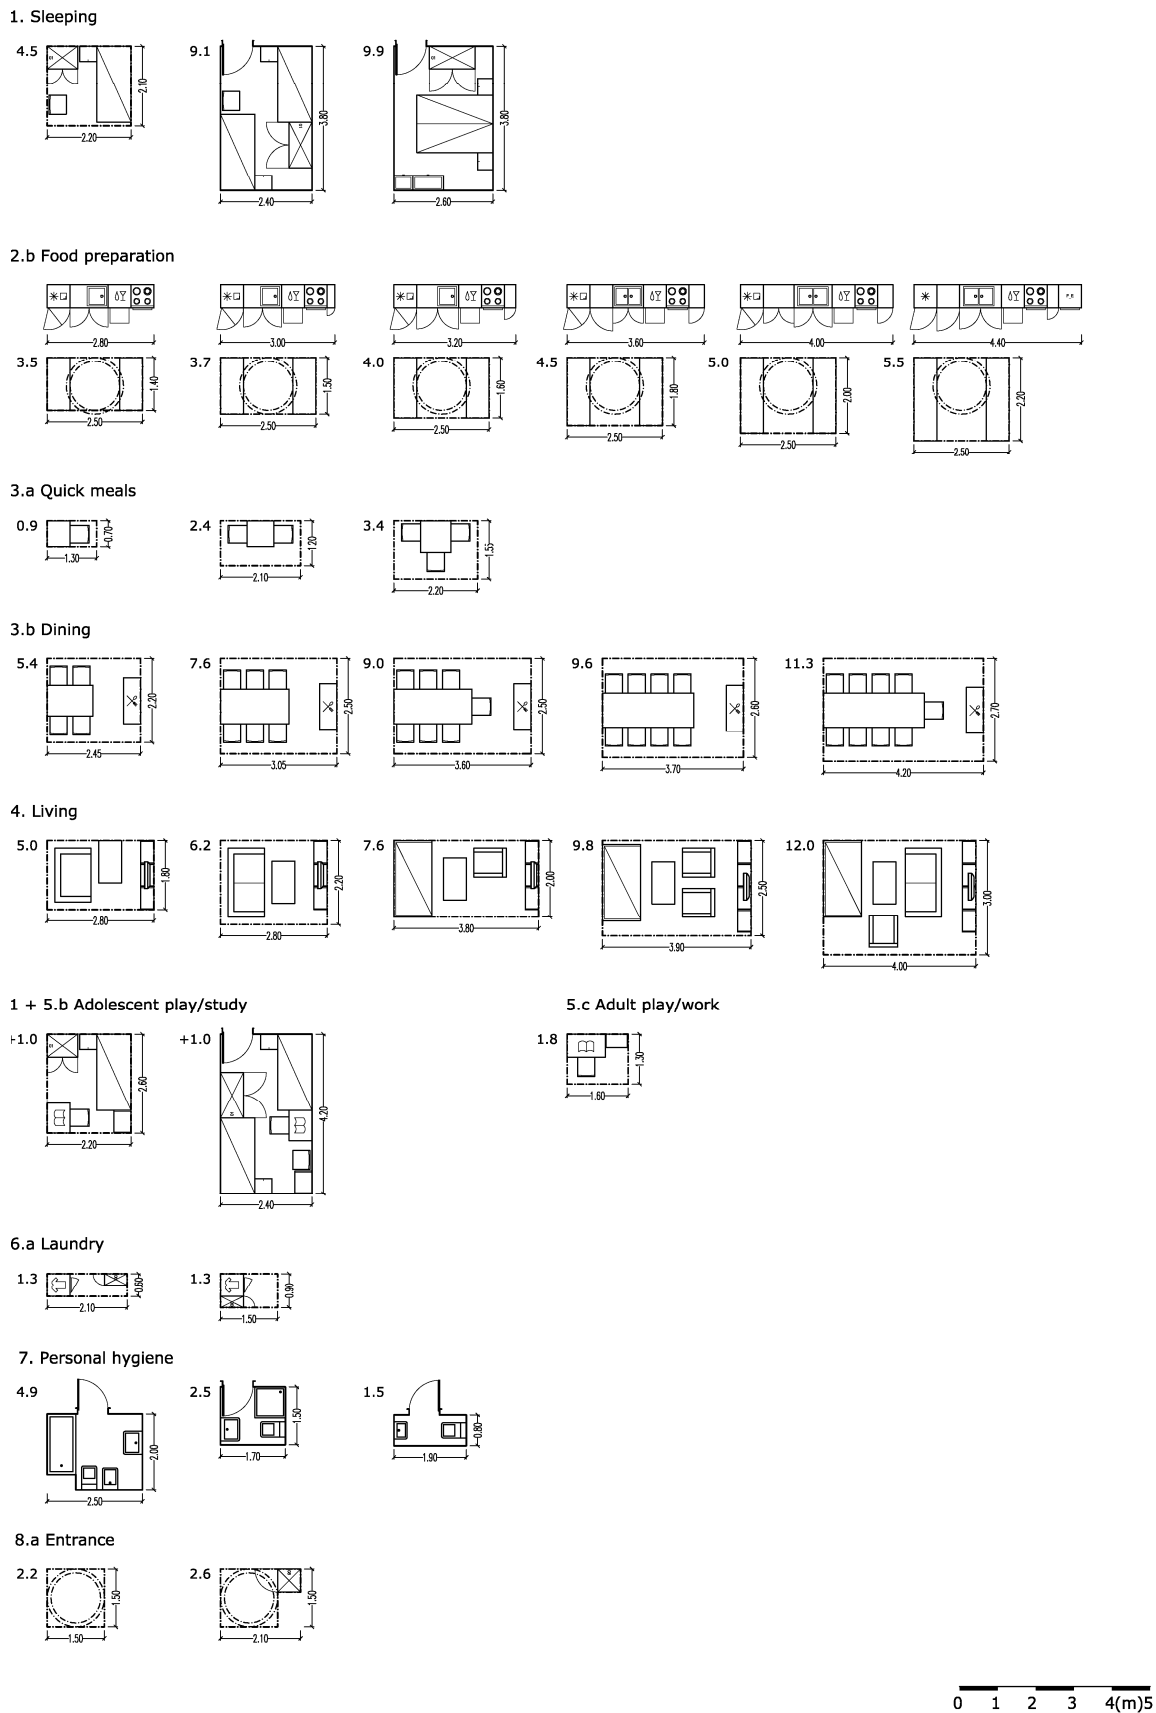 1. Sleeping
4.5 9.1 9.9
2.10 3.80 3.80
2.20 2.40 2.60
2.b Food preparation
2.80 3.00 3.20 3.60 4.00 4.40
3.5 3.7 4.0 4.5 5.0 5.5
1.40 1.50 1.60 1.80 2.00 2.20
2.50 2.50 2.50 2.50 2.50 2.50
3.a Quick meals
0.9 2.4 3.4
0.70 1.20 1.55
1.30 2.10 2.20
3.b Dining
5.4 7.6 9.0 9.6 11.3
2.20 2.50 2.50 2.60 2.70
2.45 3.05 3.60 3.70 4.20
4. Living
5.0 6.2 7.6 9.8 12.0
1.80 2.20 2.00 2.50 3.00
2.80 2.80 3.80 3.90 4.00
1 + 5.b Adolescent play/study 5.c Adult play/work
+1.0 +1.0 1.8
2.60 4.20 1.30
2.20 2.40 1.60
6.a Laundry
1.3 1.3
0.60 0.90
2.10 1.50
7. Personal hygiene
4.9 2.5 1.5
2.00 1.50 0.80
2.50 1.70 1.90
8.a Entrance
2.2 2.6
1.50 1.50
1.50 2.10
0 1 2 3 4(m)5